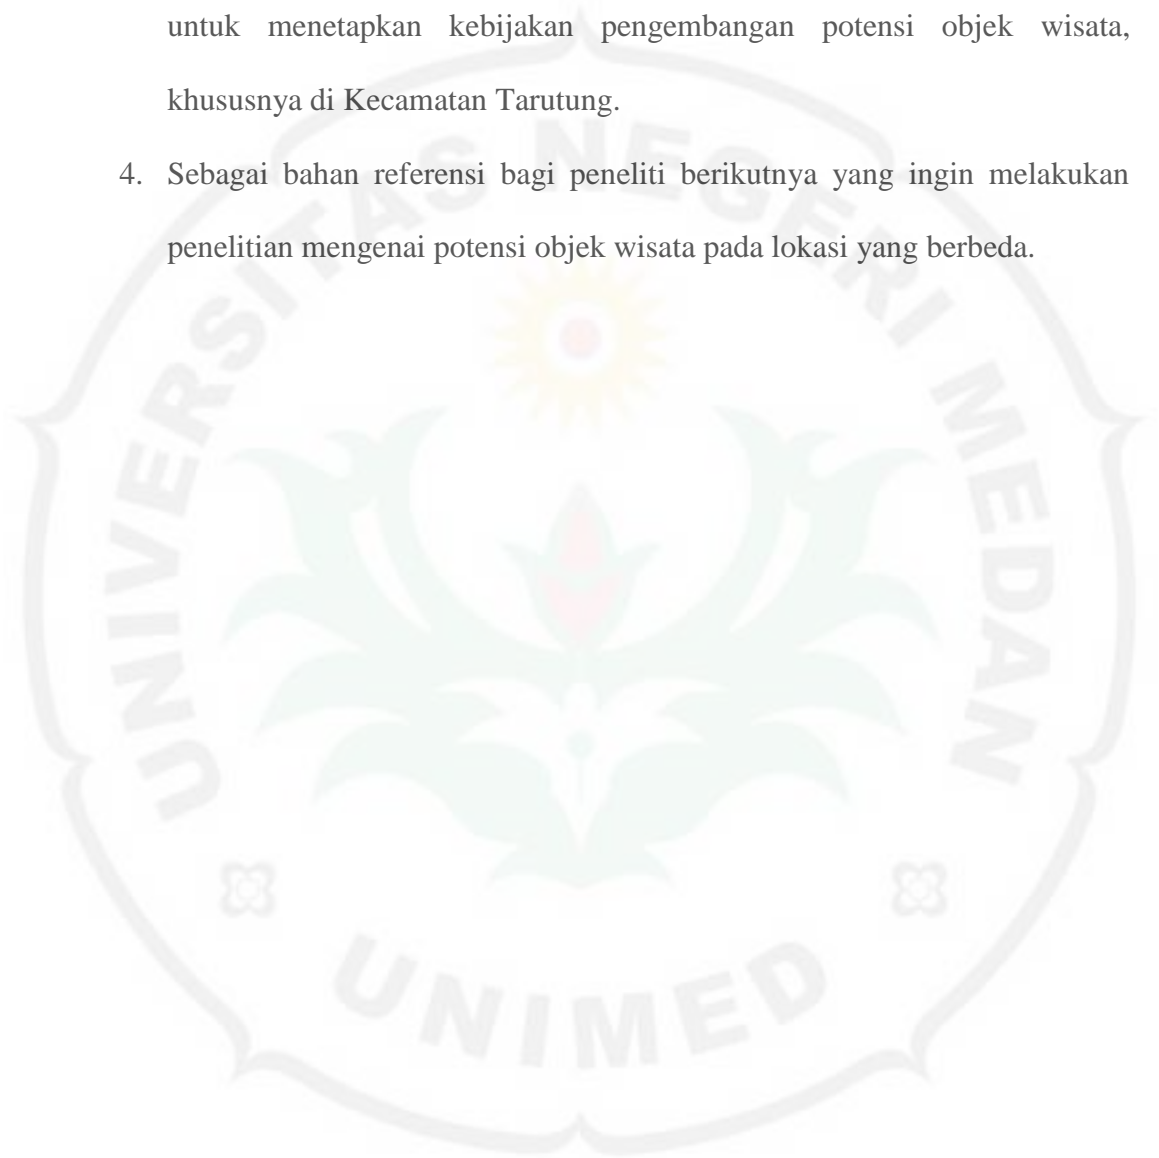 untuk menetapkan kebijakan pengembangan potensi objek wisata,
khususnya di Kecamatan Tarutung.
4. Sebagai bahan referensi bagi peneliti berikutnya yang ingin melakukan
penelitian mengenai potensi objek wisata pada lokasi yang berbeda.
UNIVERSITAS NEGERI MEDAN
UNIMED